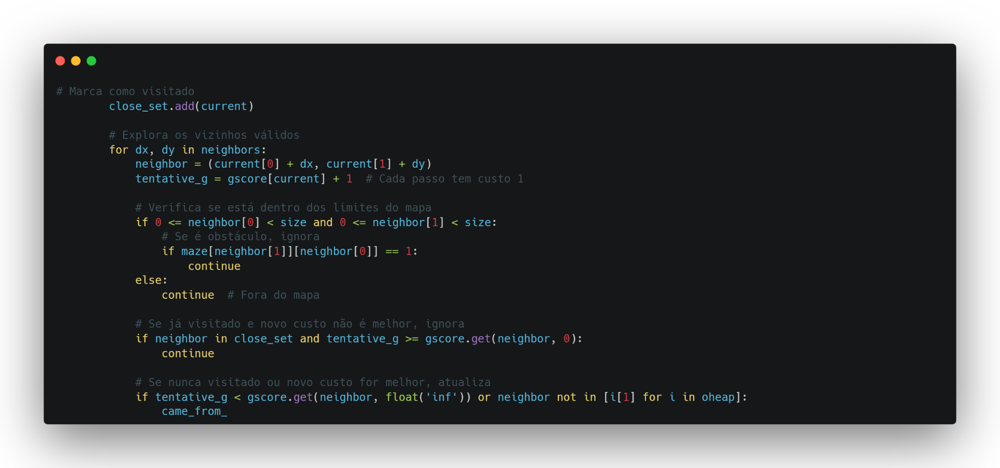 # Marca como visitado
        close_set.add(current)

        # Explora os vizinhos válidos
        for dx, dy in neighbors:
            neighbor = (current[0] + dx, current[1] + dy)
            tentative_g = gscore[current] + 1  # Cada passo tem custo 1

            # Verifica se está dentro dos limites do mapa
            if 0 <= neighbor[0] < size and 0 <= neighbor[1] < size:
                # Se é obstáculo, ignora
                if maze[neighbor[1]][neighbor[0]] == 1:
                    continue
            else:
                continue  # Fora do mapa

            # Se já visitado e novo custo não é melhor, ignora
            if neighbor in close_set and tentative_g >= gscore.get(neighbor, 0):
                continue

            # Se nunca visitado ou novo custo for melhor, atualiza
            if tentative_g < gscore.get(neighbor, float('inf')) or neighbor not in [i[1] for i in oheap]:
                came_from_